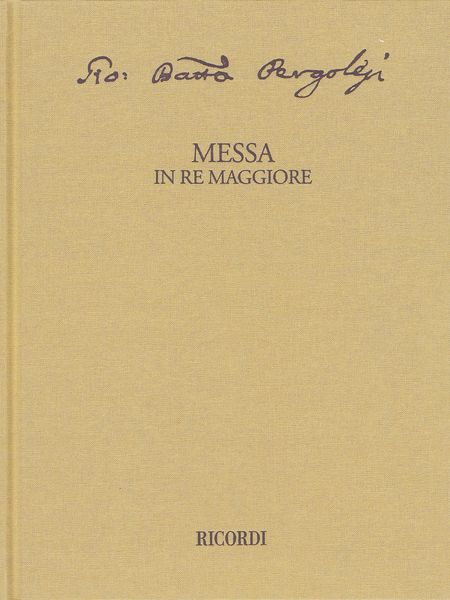 Gio: Batta Pergolesi
MESSA
IN RE MAGGIORE
RICORDI